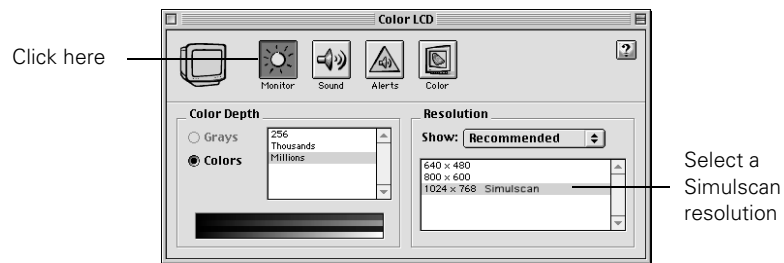 Color LCD
Click here
Monitor Sound Alerts Color
?
Color Depth
Grays
Colors
256
Thousands
Millions
Resolution
Show: Recommended
640 x 480
800 x 600
1024 x 768 Simulscan
Select a
Simulscan
resolution